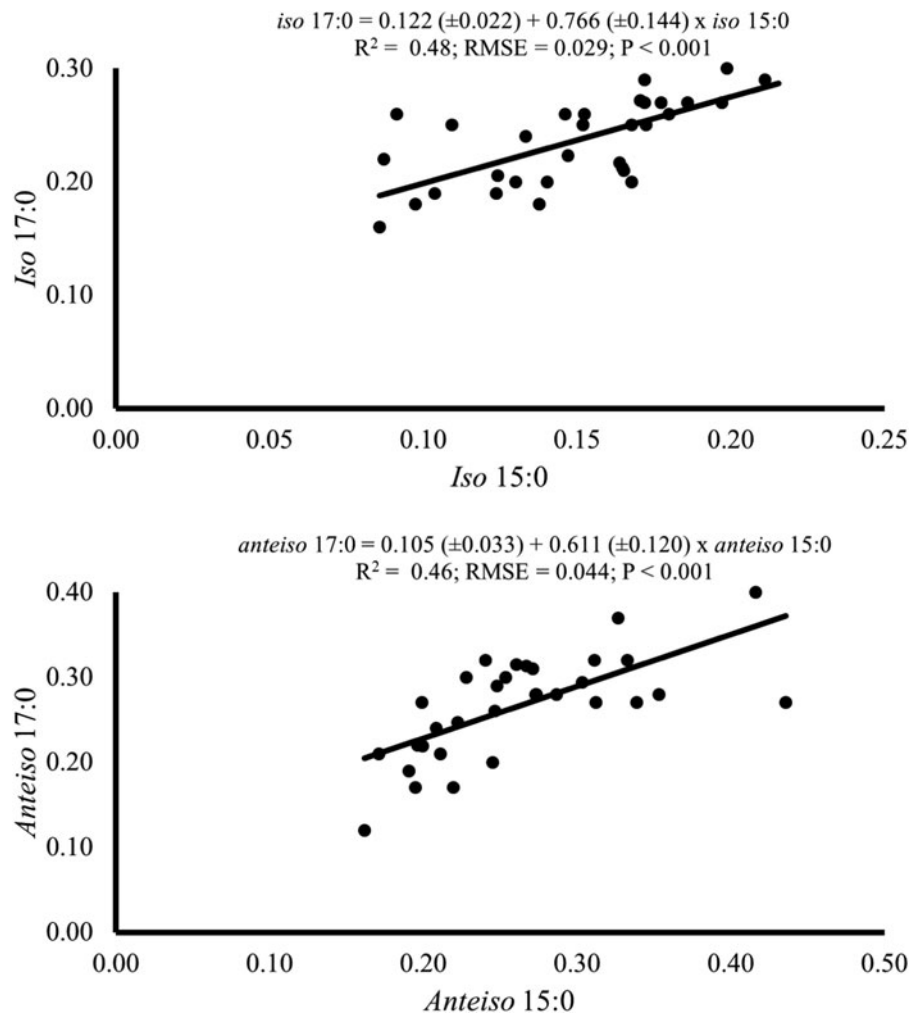 iso 17:0 = 0.122 (±0.022) + 0.766 (±0.144) x iso 15:0
R² = 0.48; RMSE = 0.029; P < 0.001
0.30
0.20
0.10
0.00
Iso 17:0
0.00 0.05 0.10 0.15 0.20 0.25
Iso 15:0
anteiso 17:0 = 0.105 (±0.033) + 0.611 (±0.120) x anteiso 15:0
R² = 0.46; RMSE = 0.044; P < 0.001
0.40
0.30
0.20
0.10
0.00
Anteiso 17:0
0.00 0.10 0.20 0.30 0.40 0.50
Anteiso 15:0